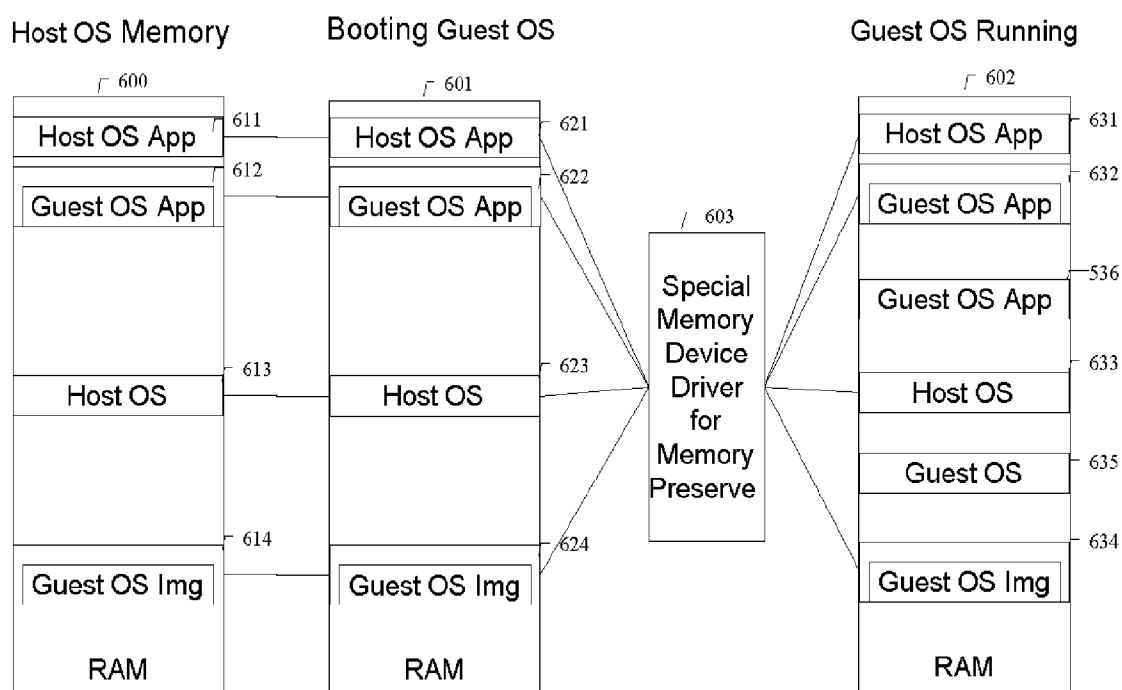 Host OS Memory
Booting Guest OS
Guest OS Running
600
601
602
Host OS App
611
Host OS App
621
Host OS App
631
612
622
632
Guest OS App
Guest OS App
Guest OS App
603
Special
Memory
Device
Driver
for
Memory
Preserve
536
Guest OS App
613
623
633
Host OS
Host OS
Host OS
635
Guest OS
614
624
634
Guest OS Img
Guest OS Img
Guest OS Img
RAM
RAM
RAM